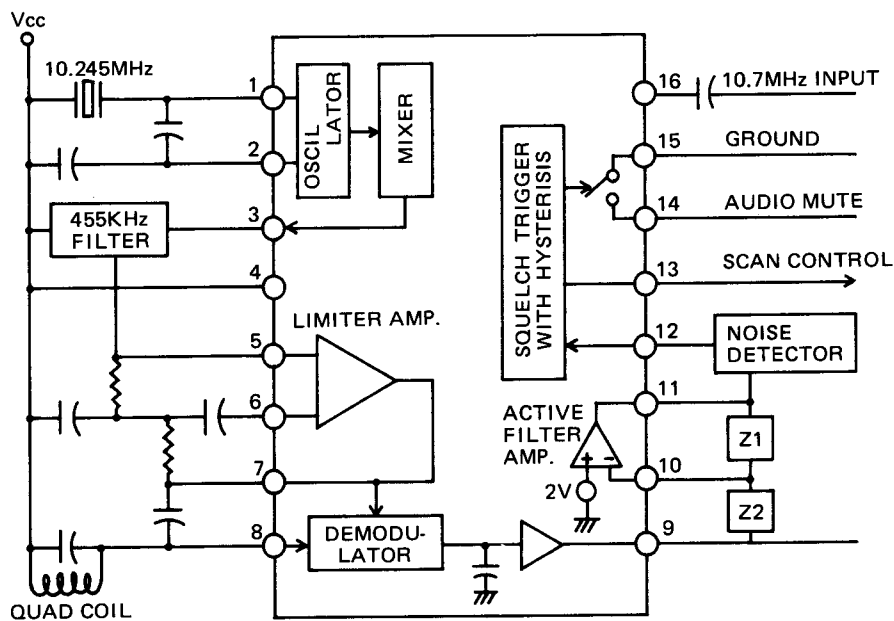 Vcc
10.245MHz
1
2
3
4
5
6
7
8
455KHz
FILTER
QUAD COIL
OSCIL
LATOR
MIXER
LIMITER AMP.
DEMODU-
LATOR
SQUELCH TRIGGER
WITH HYSTERISIS
ACTIVE
FILTER
AMP.
+ -
2V
16
10.7MHz INPUT
15
GROUND
14
AUDIO MUTE
13
SCAN CONTROL
12
NOISE
DETECTOR
11
Z1
10
Z2
9